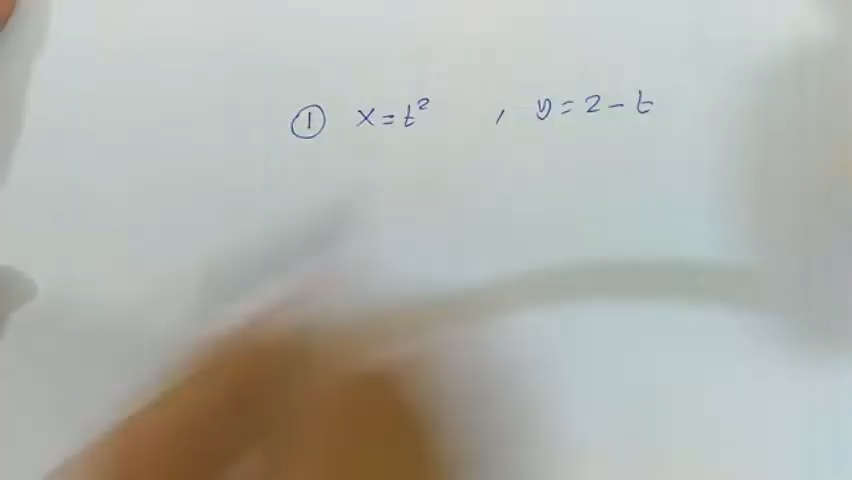 ① x = t² , y = 2 - t